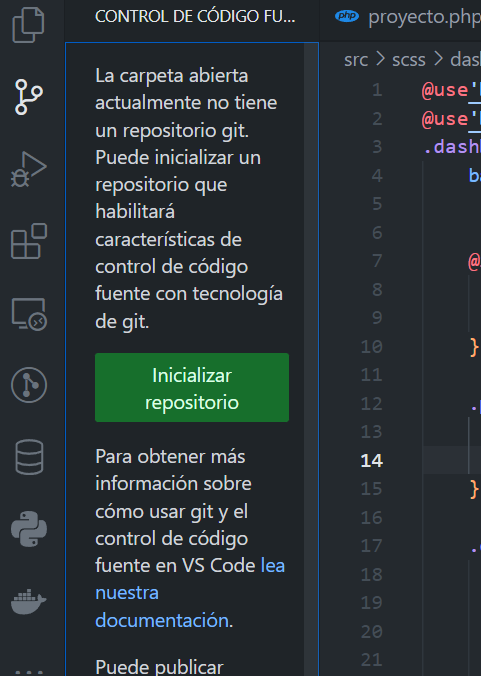 CONTROL DE CÓDIGO FU...
La carpeta abierta
actualmente no tiene
un repositorio git.
Puede inicializar un
repositorio que
habilitará
características de
control de código
fuente con tecnología
de git.
Inicializar
repositorio
Para obtener más
información sobre
cómo usar git y el
control de código
fuente en VS Code lea
nuestra
documentación.
Puede publicar
php proyecto.php
src > scss > das
1 @use'
2 @use'
3 .dash
4 ba
5
6
7 @
8
9
10 }
11
12 .
13
14
15 }
16
17 .
18
19
20
21